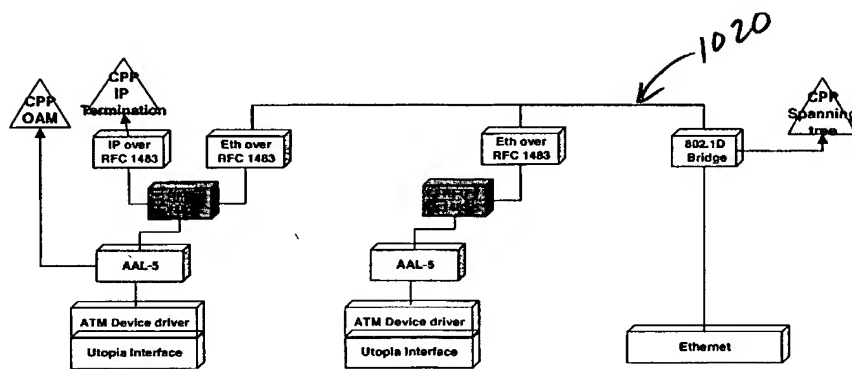 1020
CPP
OAM
CPP
IP
Termination
CPP
Spanning
tree
IP over
RFC 1483
Eth over
RFC 1483
Eth over
RFC 1483
802.1D
Bridge
AAL-5
AAL-5
ATM Device driver
Utopia Interface
ATM Device driver
Utopia Interface
Ethernet